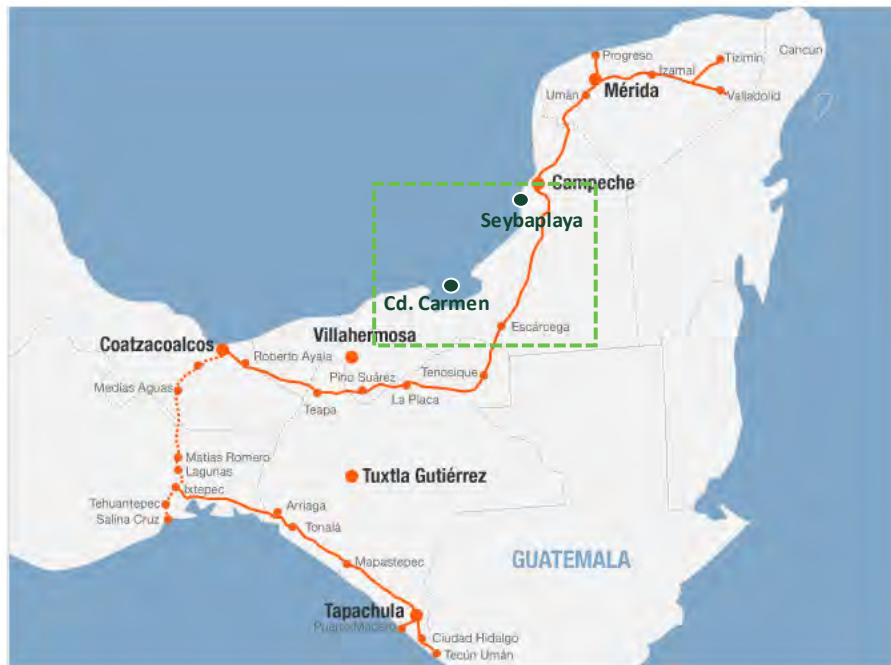 Progreso
Cancún
Tizimin
Izamal
Mérida
Umán
Valladolid
Campeche
Seybaplaya
Cd. Carmen
Escárcega
Coatzacoalcos
Villahermosa
Roberto Ayala
Tenosique
Pino Suárez
Medias Aguas
La Placa
Teapa
Matias Romero
Lagunas
Tuxtla Gutiérrez
Ixtepec
Tehuantepec
Arriaga
Salina Cruz
Tonalá
Mapastepec
GUATEMALA
Tapachula
Puerto Madero
Ciudad Hidalgo
Tecún Umán